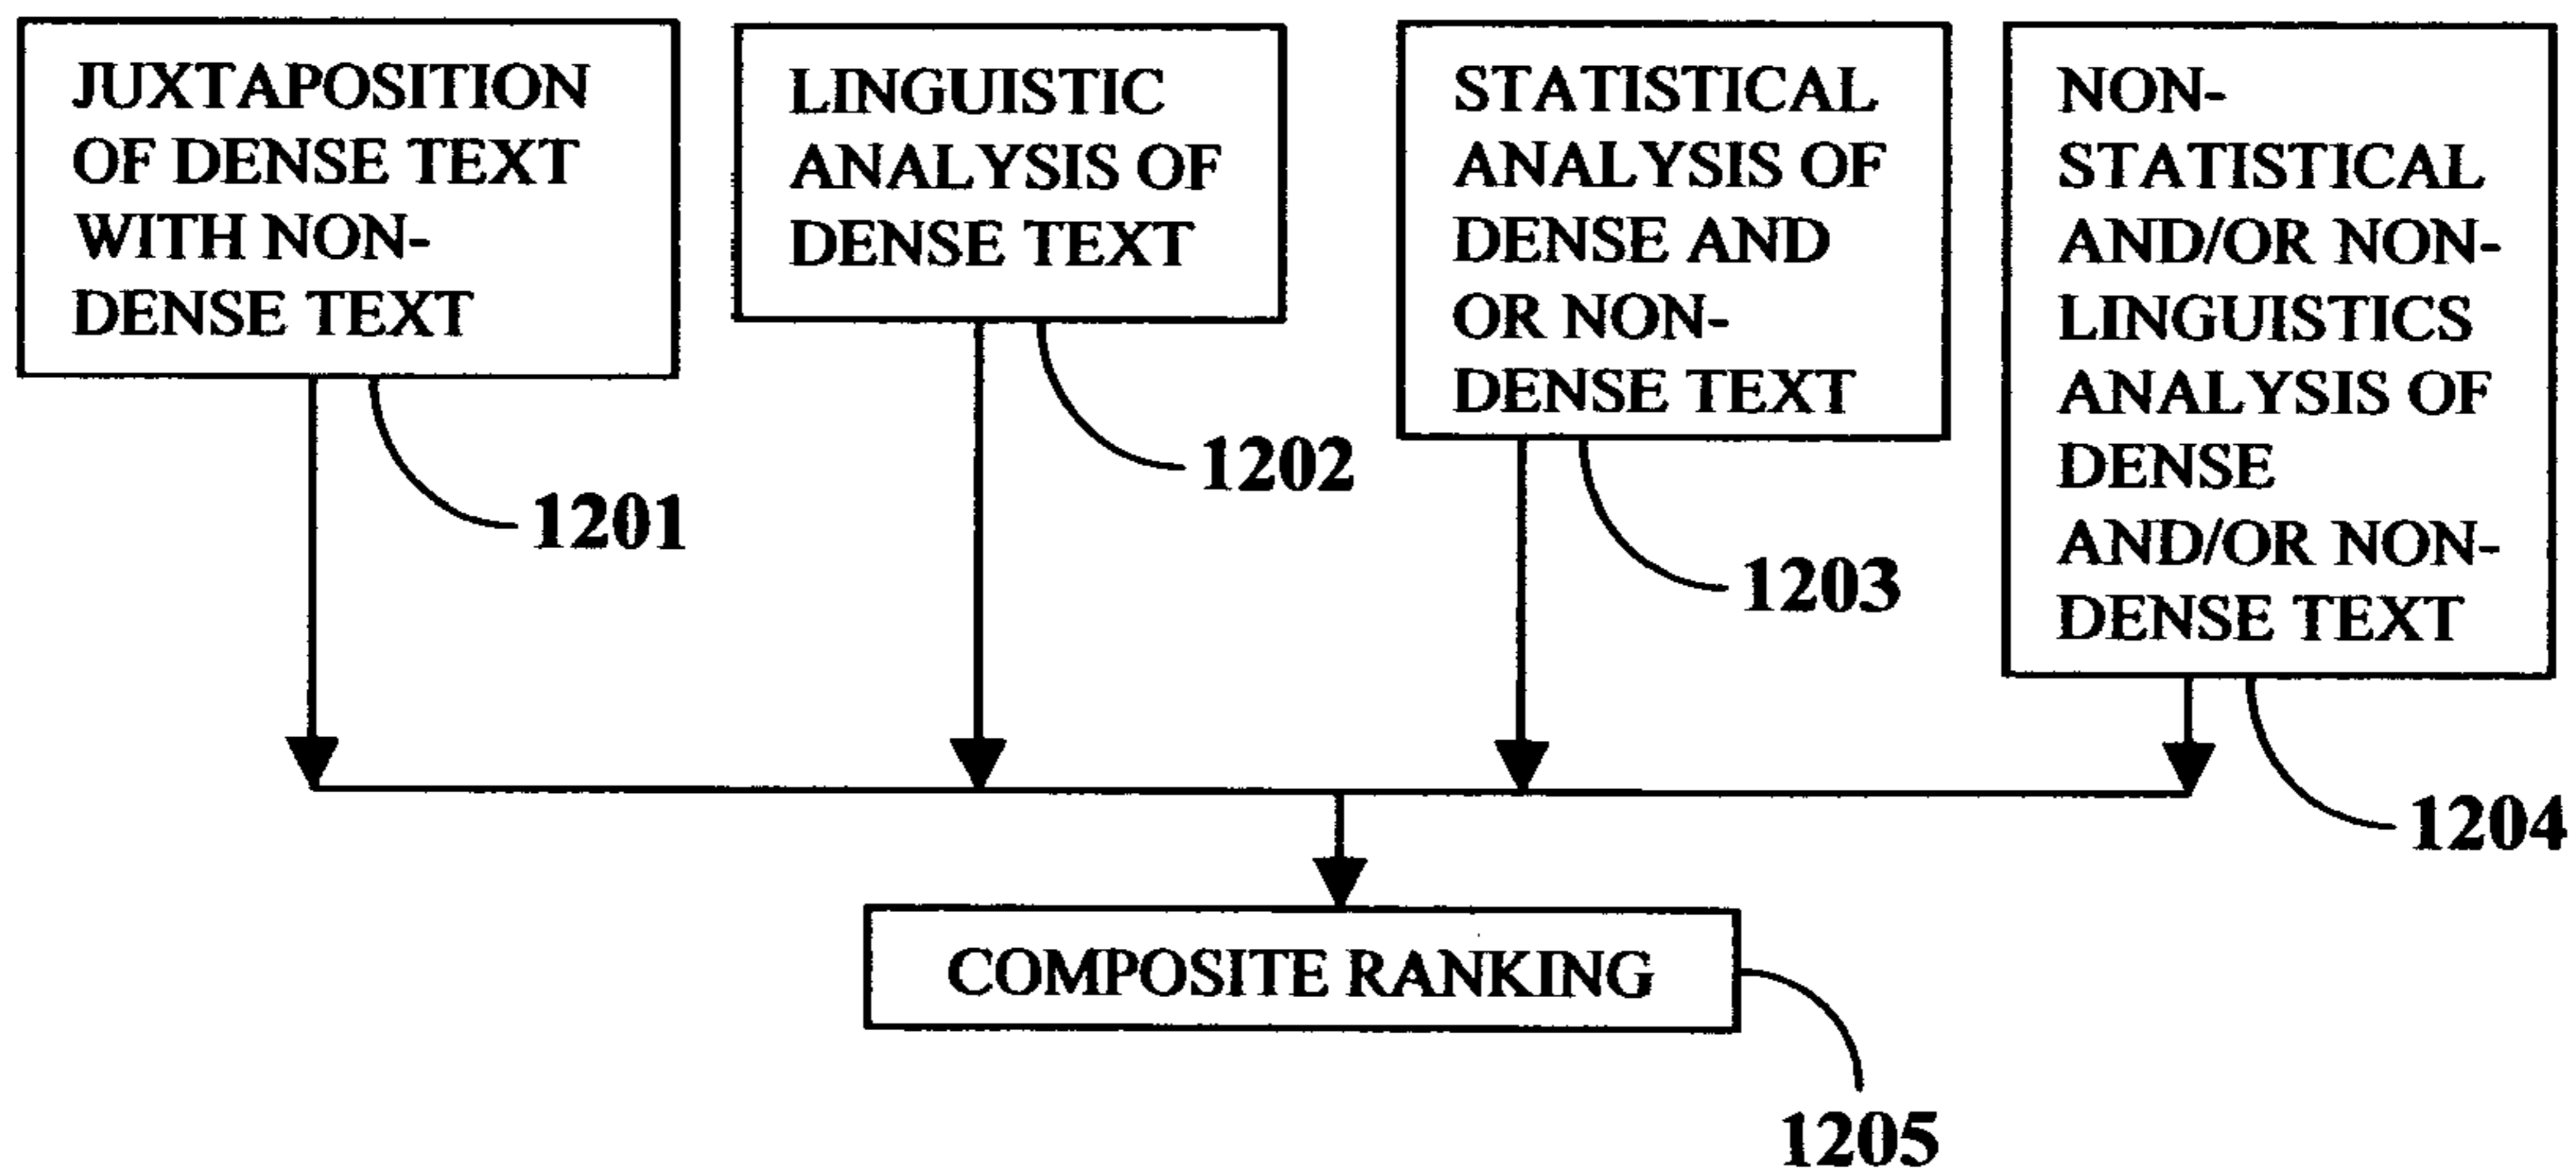 JUXTAPOSITION
OF DENSE TEXT
WITH NON-
DENSE TEXT
1201
LINGUISTIC
ANALYSIS OF
DENSE TEXT
1202
STATISTICAL
ANALYSIS OF
DENSE AND
OR NON-
DENSE TEXT
1203
NON-
STATISTICAL
AND/OR NON-
LINGUISTICS
ANALYSIS OF
DENSE
AND/OR NON-
DENSE TEXT
1204
COMPOSITE RANKING
1205